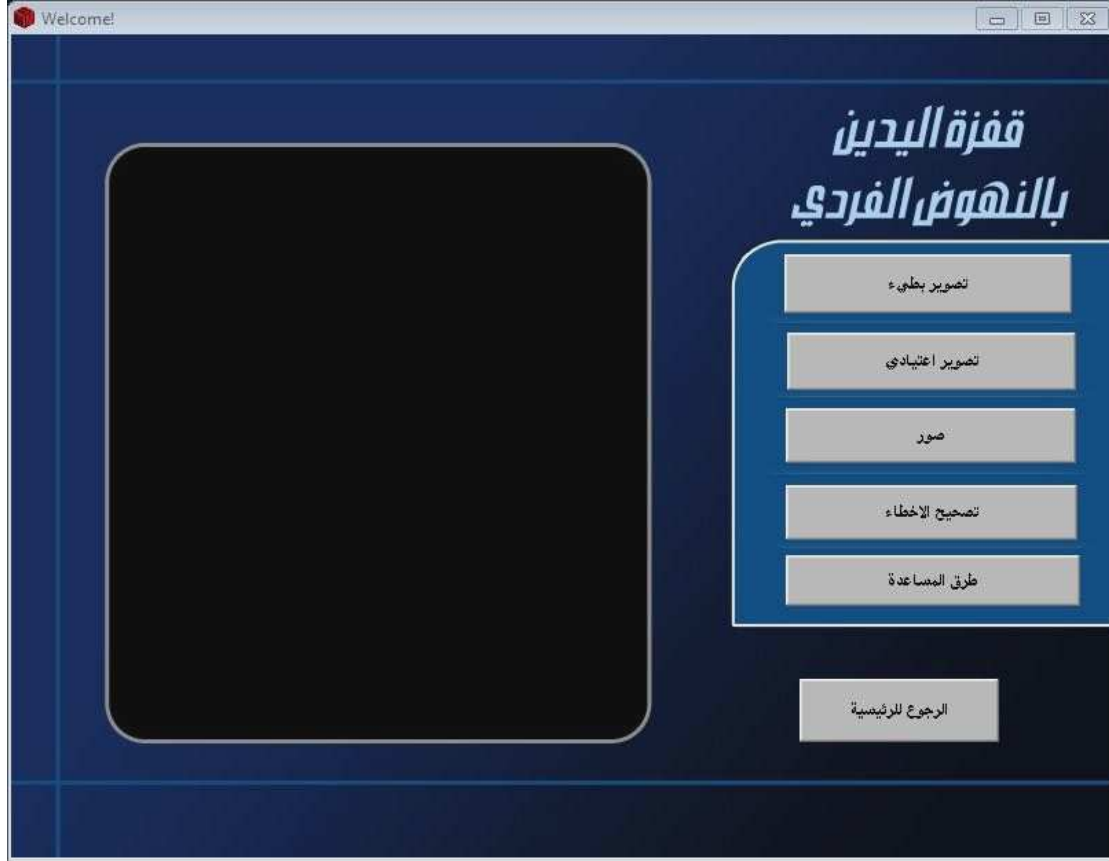 Welcome!
قفزة اليدين
بالنهوض الفردي
تصوير بطيء
تصوير اعتيادي
صور
تصحيح الاخطاء
طرق المساعدة
الرجوع للرئيسية